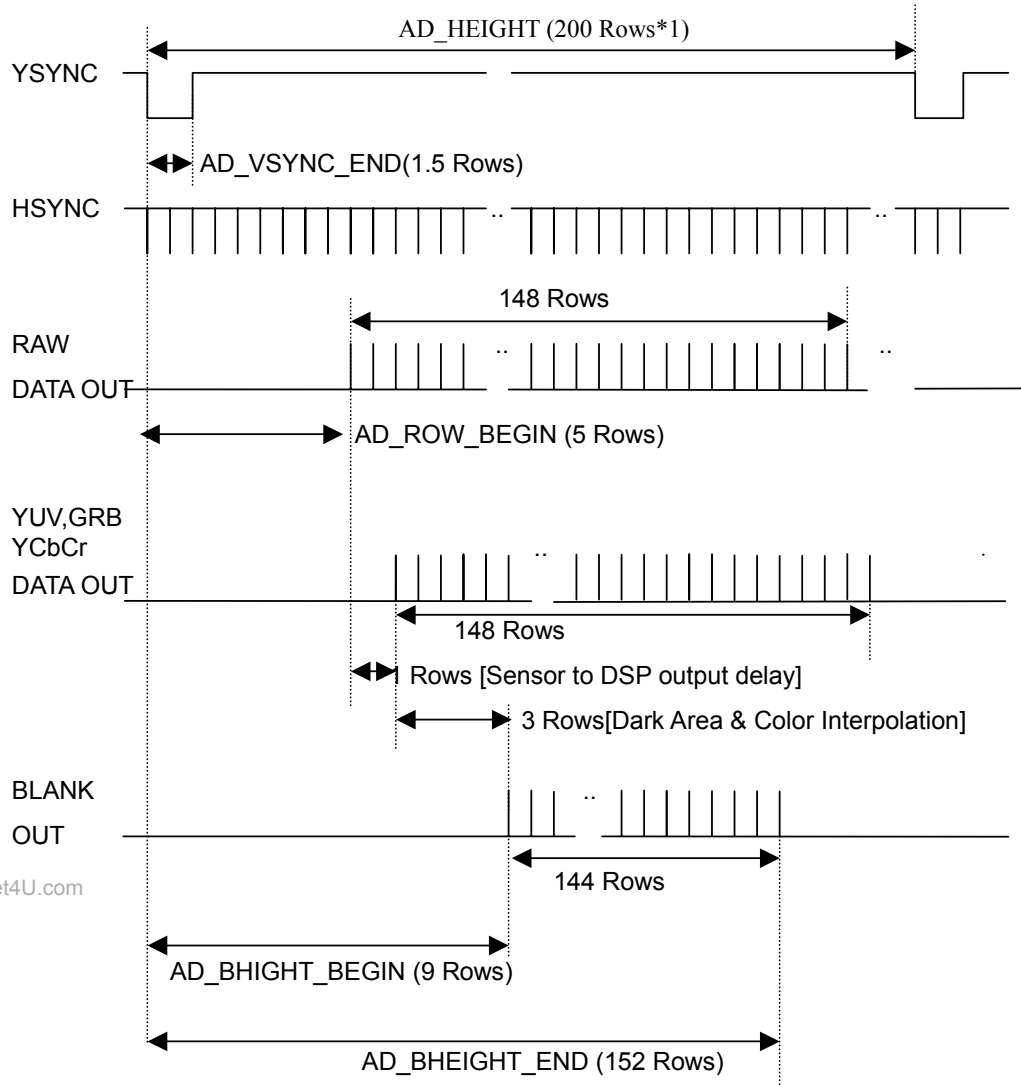 AD_HEIGHT (200 Rows*1)
YSYNC
AD_VSYNC_END(1.5 Rows)
HSYNC
..
..
148 Rows
RAW
..
..
DATA OUT
AD_ROW_BEGIN (5 Rows)
YUV,GRB
YCbCr
..
DATA OUT
148 Rows
1 Rows [Sensor to DSP output delay]
3 Rows[Dark Area & Color Interpolation]
BLANK
..
OUT
144 Rows
et4U.com
AD_BHIGHT_BEGIN (9 Rows)
AD_BHEIGHT_END (152 Rows)